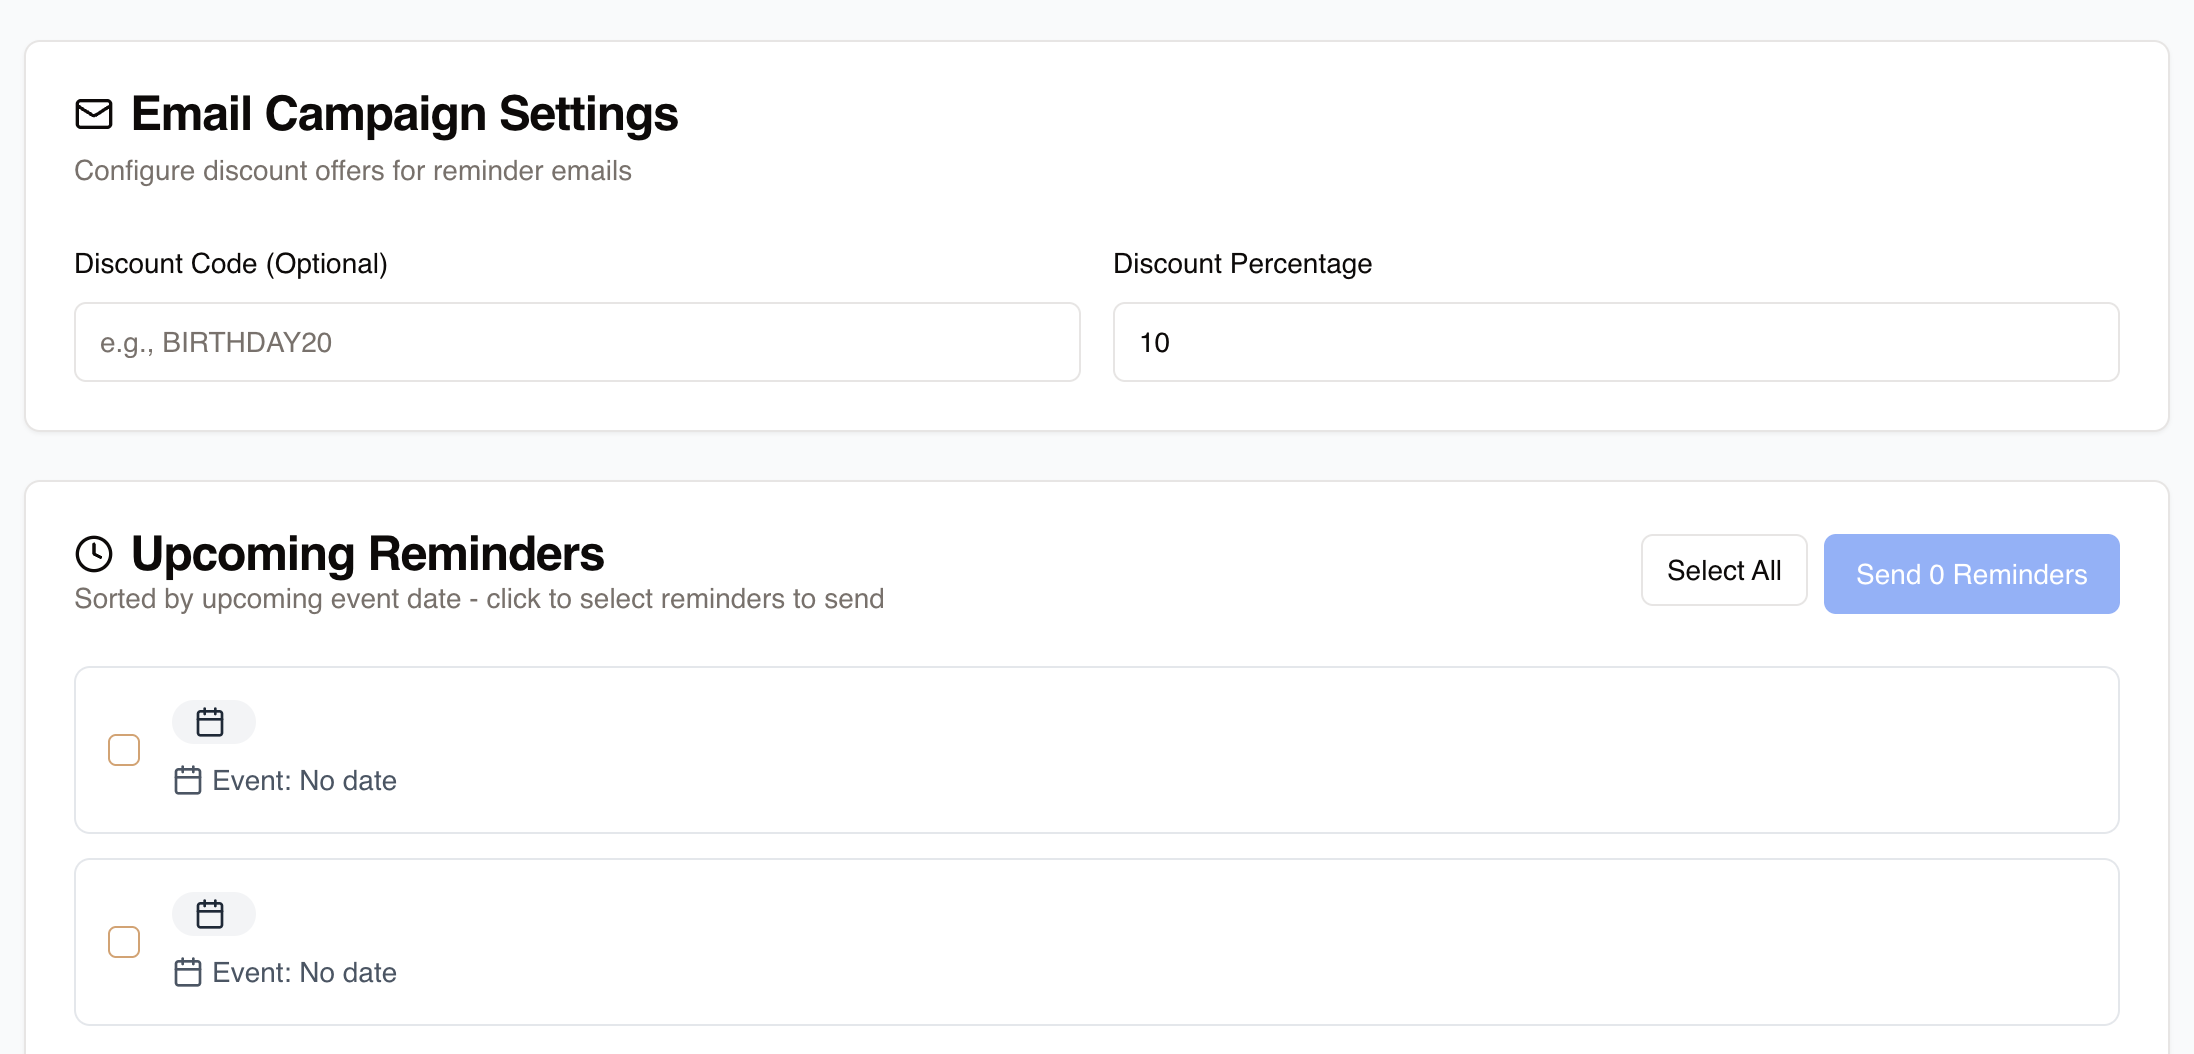 Email Campaign Settings
Configure discount offers for reminder emails
Discount Code (Optional)
Discount Percentage
e.g., BIRTHDAY20
10
Upcoming Reminders
Sorted by upcoming event date - click to select reminders to send
Select All
Send 0 Reminders
Event: No date
Event: No date